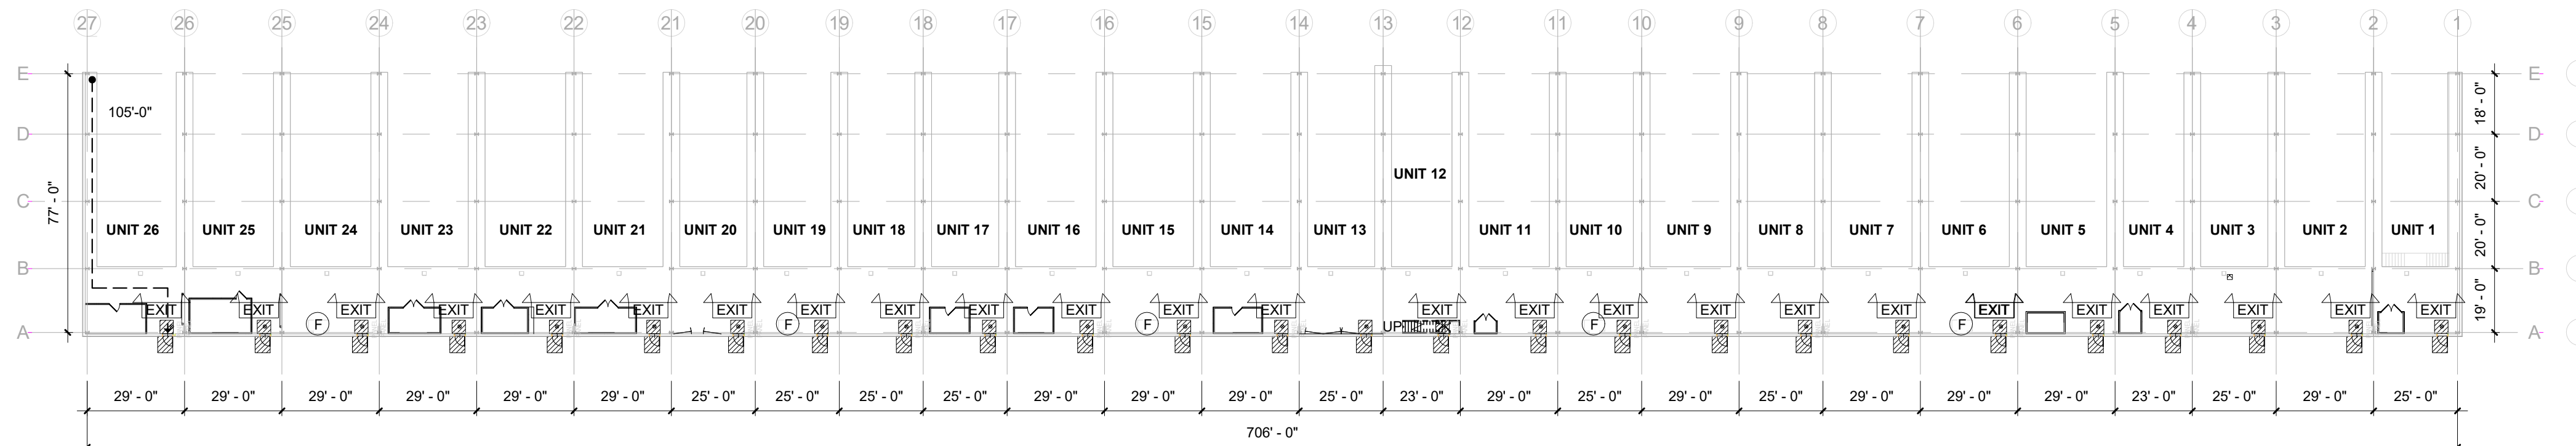 27 26 25 24 23 22 21 20 19 18 17 16 15 14 13 12 11 10 9 8 7 6 5 4 3 2 1
E E
105'-0" 18' - 0"
D D
UNIT 12
77' - 0" 20' - 0"
C C
UNIT 26 UNIT 25 UNIT 24 UNIT 23 UNIT 22 UNIT 21 UNIT 20 UNIT 19 UNIT 18 UNIT 17 UNIT 16 UNIT 15 UNIT 14 UNIT 13 UNIT 11 UNIT 10 UNIT 9 UNIT 8 UNIT 7 UNIT 6 UNIT 5 UNIT 4 UNIT 3 UNIT 2 UNIT 1
20' - 0"
B B
19' - 0"
EXIT EXIT EXIT EXIT EXIT EXIT EXIT EXIT EXIT EXIT EXIT EXIT EXIT EXIT EXIT EXIT EXIT EXIT EXIT EXIT EXIT EXIT EXIT EXIT EXIT
F F F F F
A UP A
29' - 0" 29' - 0" 29' - 0" 29' - 0" 29' - 0" 29' - 0" 25' - 0" 25' - 0" 25' - 0" 25' - 0" 29' - 0" 29' - 0" 29' - 0" 25' - 0" 23' - 0" 29' - 0" 25' - 0" 29' - 0" 25' - 0" 29' - 0" 29' - 0" 29' - 0" 23' - 0" 25' - 0" 29' - 0" 25' - 0"
706' - 0"